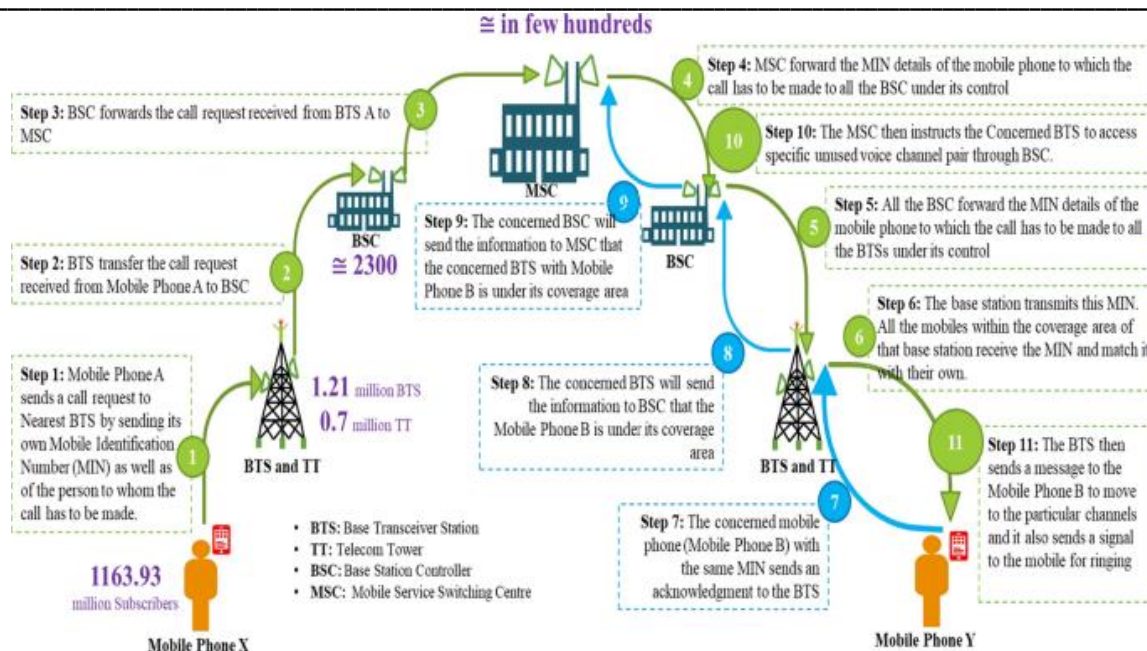 ≅ in few hundreds
Step 4: MSC forward the MIN details of the mobile phone to which the
call has to be made to all the BSC under its control
4
Step 3: BSC forwards the call request received from BTS A to
MSC
3
10
Step 10: The MSC then instructs the Concerned BTS to access
specific unused voice channel pair through BSC.
MSC
9
BSC
≅ 2300
Step 9: The concerned BSC will
send the information to MSC that
the concerned BTS with Mobile
Phone B is under its coverage area
BSC
5
Step 5: All the BSC forward the MIN details of the
mobile phone to which the call has to be made to all
the BTSs under its control
Step 2: BTS transfer the call request
received from Mobile Phone A to BSC
2
Step 6: The base station transmits this MIN.
All the mobiles within the coverage area of
that base station receive the MIN and match it
with their own.
6
8
Step 8: The concerned BTS will send
the information to BSC that the
Mobile Phone B is under its coverage
area
Step 1: Mobile Phone A
sends a call request to
Nearest BTS by sending its
own Mobile Identification
Number (MIN) as well as
of the person to whom the
call has to be made.
1
1.21 million BTS
0.7 million TT
BTS and TT
BTS and TT
11
Step 11: The BTS then
sends a message to the
Mobile Phone B to move
to the particular channels
and it also sends a signal
to the mobile for ringing
7
Step 7: The concerned mobile
phone (Mobile Phone B) with
the same MIN sends an
acknowledgment to the BTS
• BTS: Base Transceiver Station
• TT: Telecom Tower
• BSC: Base Station Controller
• MSC: Mobile Service Switching Centre
1163.93
million Subscribers
Mobile Phone X
Mobile Phone Y